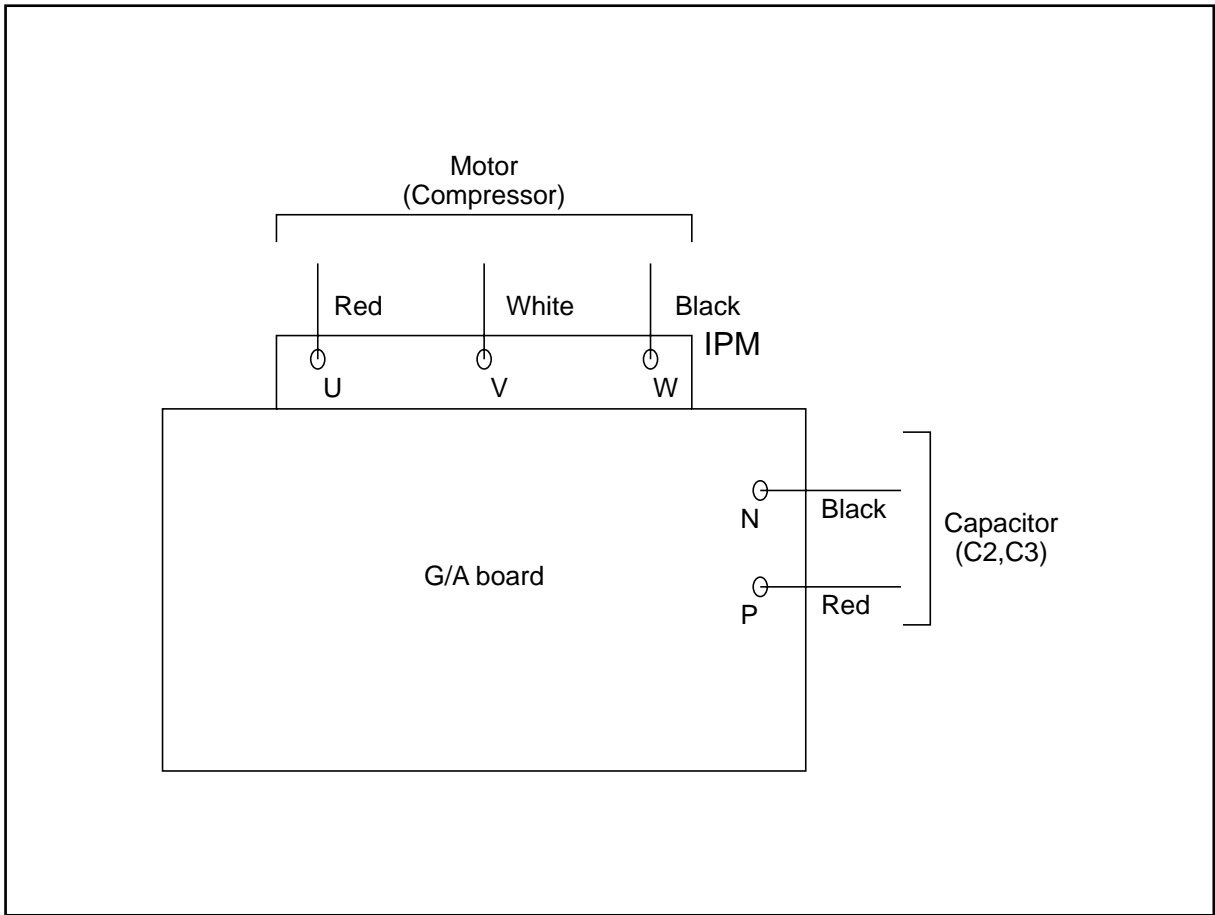 Motor
(Compressor)
Red
White
Black
IPM
U
V
W
N
Black
Capacitor
(C2,C3)
G/A board
P
Red